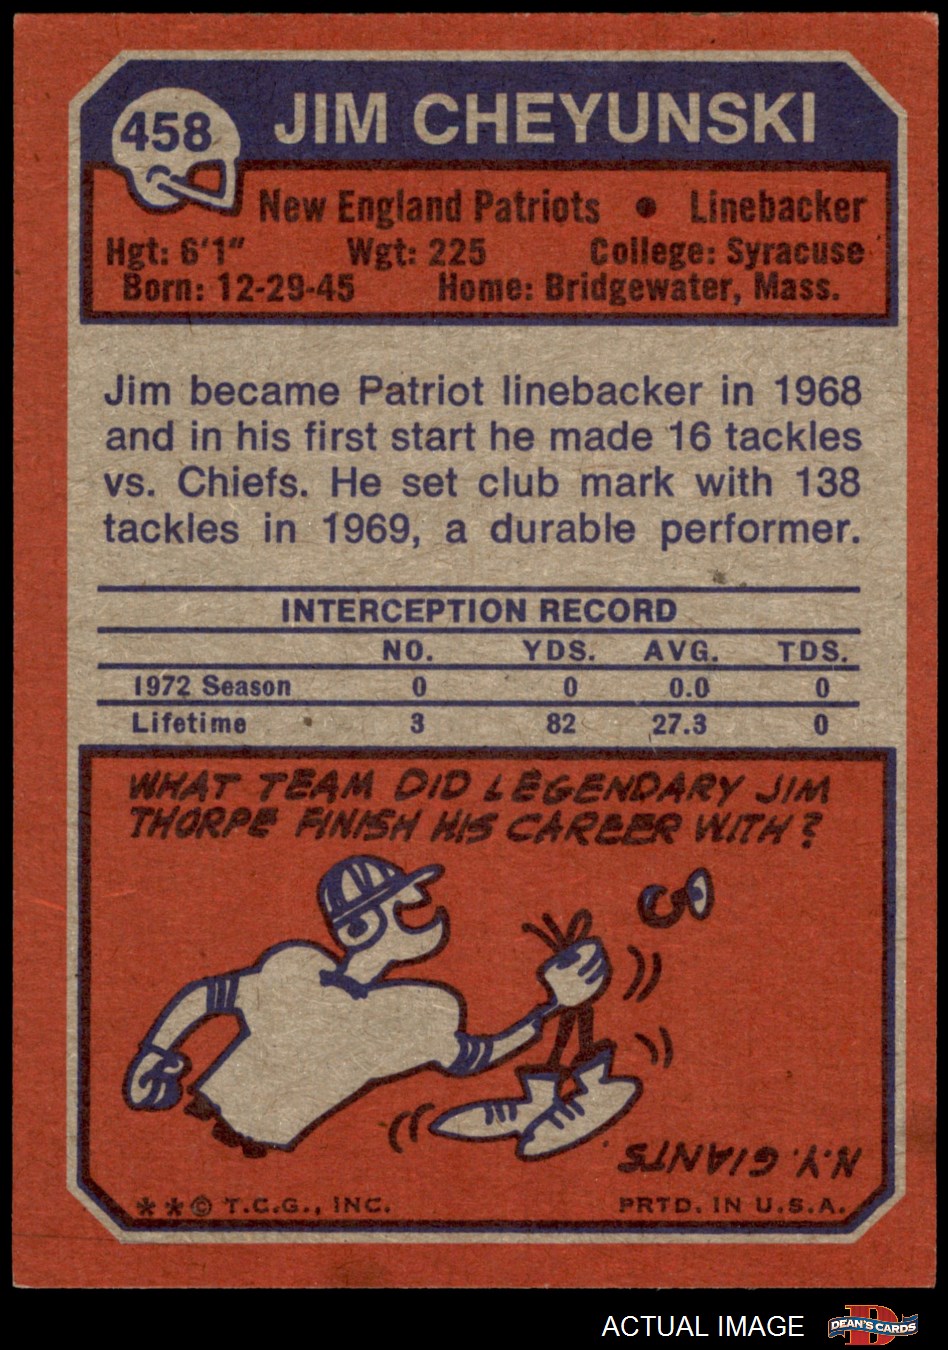 458 JIM CHEYUNSKI
New England Patriots • Linebacker
Hgt: 6'1" Wgt: 225 College: Syracuse
Born: 12-29-45 Home: Bridgewater, Mass.
Jim became Patriot linebacker in 1968
and in his first start he made 16 tackles
vs. Chiefs. He set club mark with 138
tackles in 1969, a durable performer.
INTERCEPTION RECORD
NO. YDS. AVG. TDS.
1972 Season 0 0 0.0 0
Lifetime 3 82 27.3 0
WHAT TEAM DID LEGENDARY JIM
THORPE FINISH HIS CAREER WITH?
N.Y. GIANTS
**© T.C.G., INC. PRTD. IN U.S.A.
ACTUAL IMAGE
D
DEAN'S CARDS